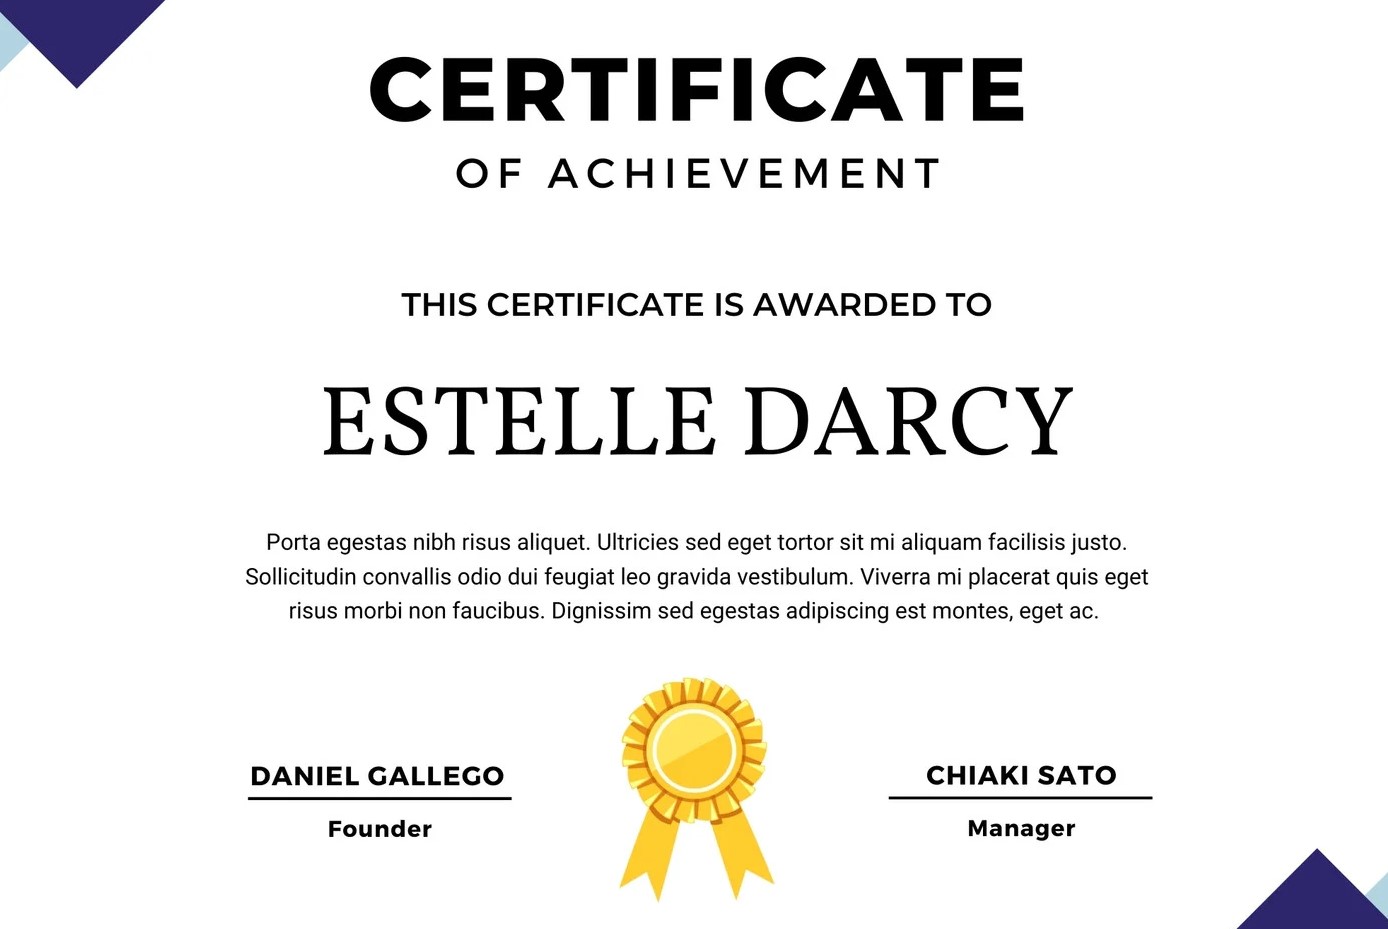 CERTIFICATE
OF ACHIEVEMENT
THIS CERTIFICATE IS AWARDED TO
ESTELLE DARCY
Porta egestas nibh risus aliquet. Ultricies sed eget tortor sit mi aliquam facilisis justo.
Sollicitudin convallis odio dui feugiat leo gravida vestibulum. Viverra mi placerat quis eget
risus morbi non faucibus. Dignissim sed egestas adipiscing est montes, eget ac.
DANIEL GALLEGO
Founder
CHIAKI SATO
Manager